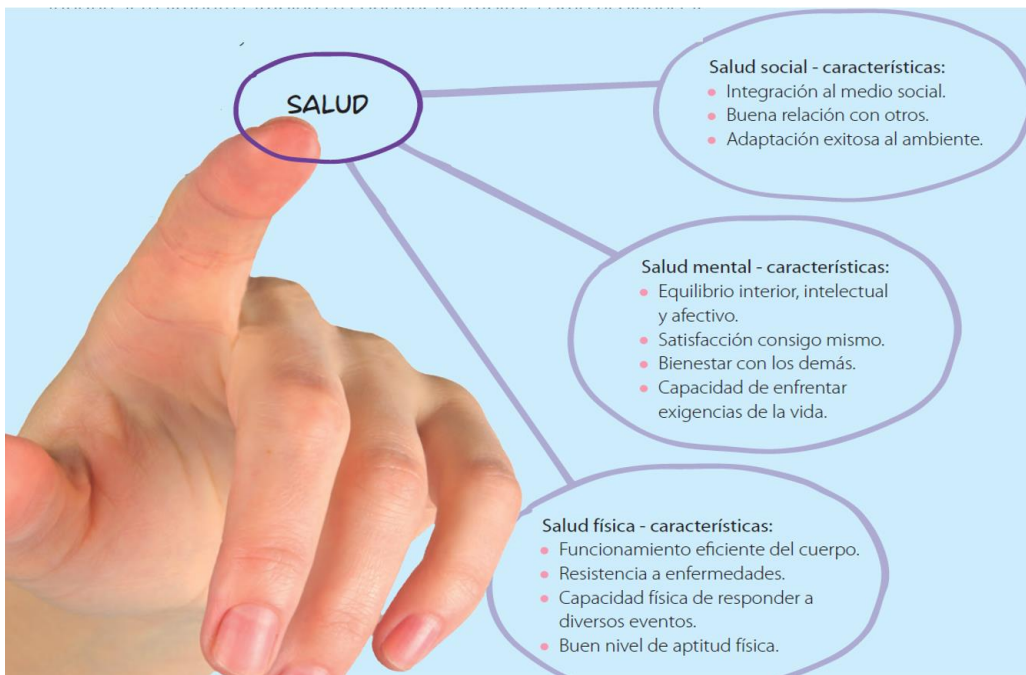 SALUD
Salud social - características:
Integración al medio social.
Buena relación con otros.
Adaptación exitosa al ambiente.
Salud mental - características:
Equilibrio interior, intelectual
y afectivo.
Satisfacción consigo mismo.
Bienestar con los demás.
Capacidad de enfrentar
exigencias de la vida.
Salud física - características:
Funcionamiento eficiente del cuerpo.
Resistencia a enfermedades.
Capacidad física de responder a
diversos eventos.
Buen nivel de aptitud física.